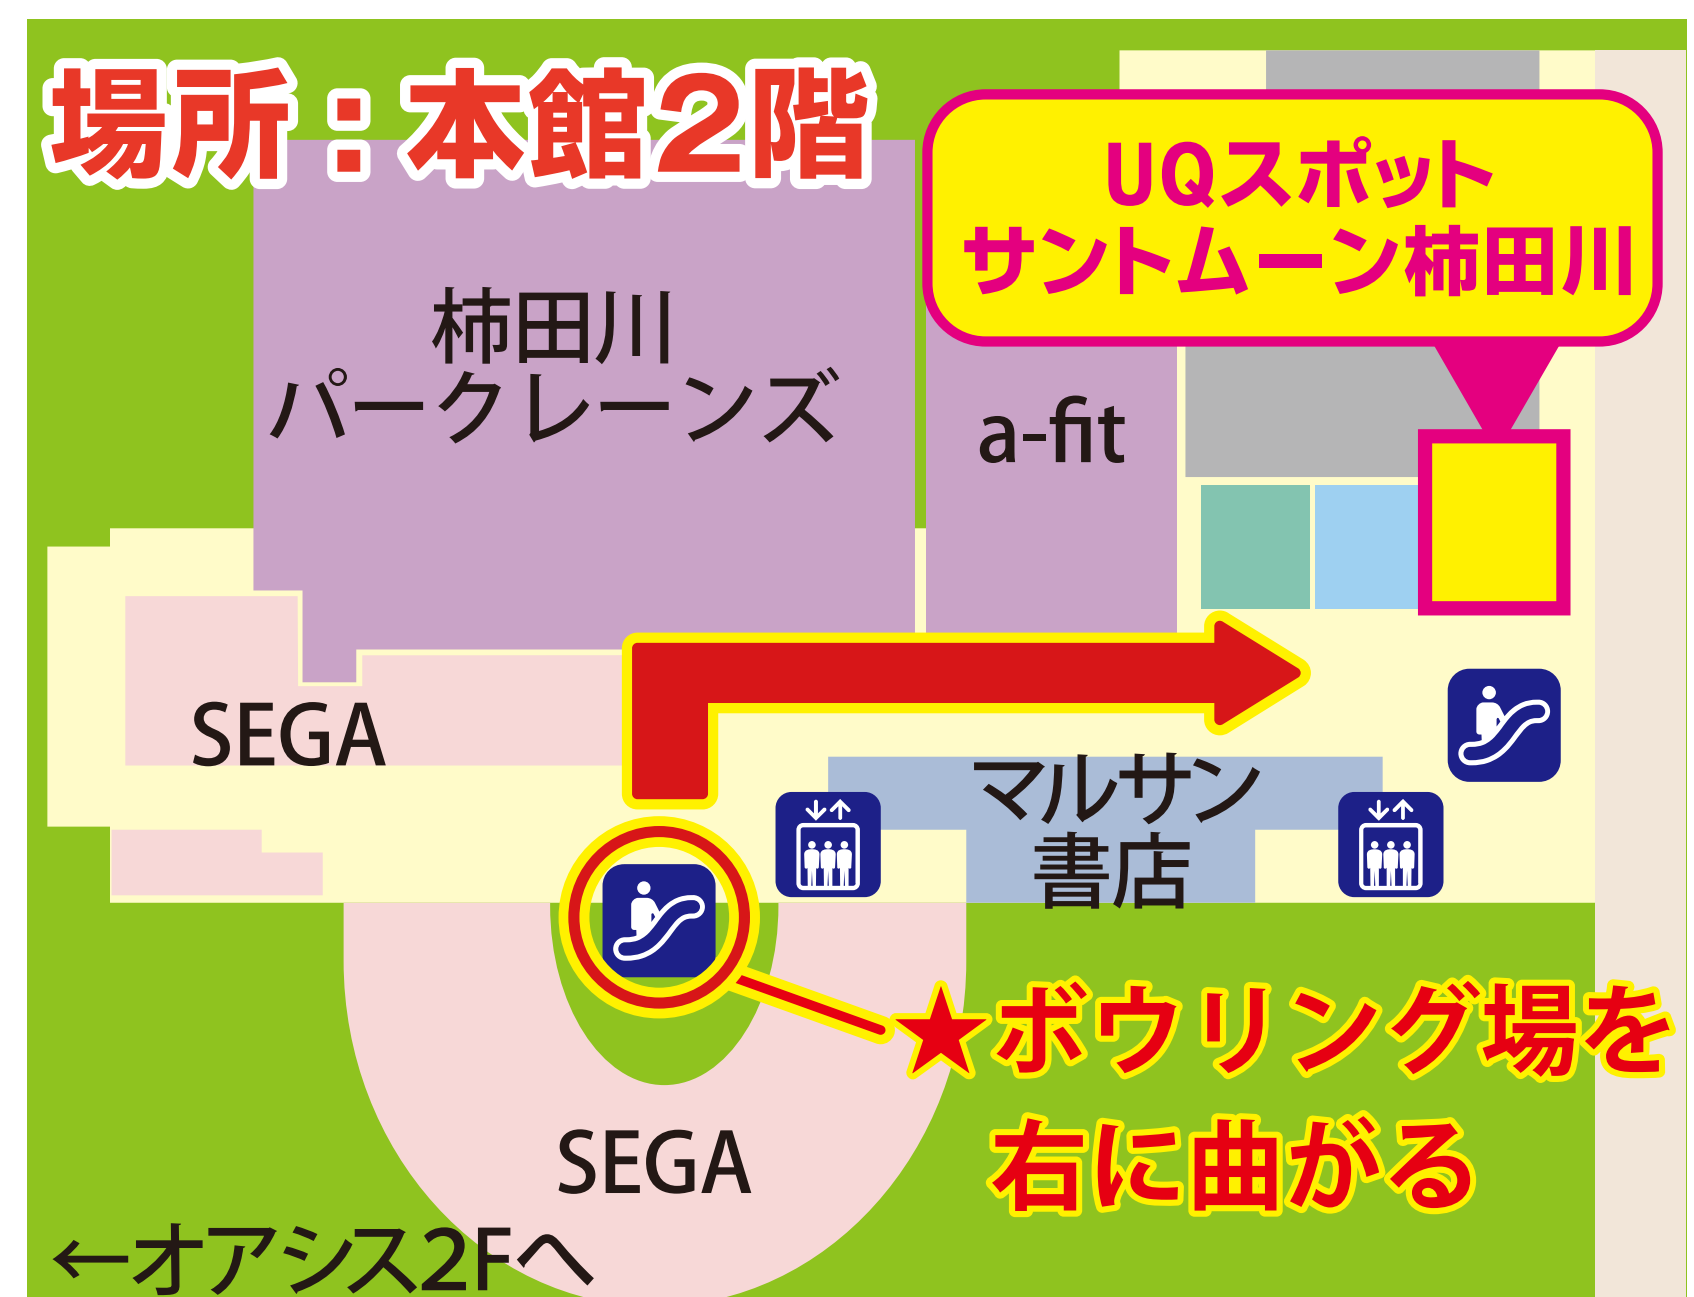 場所：本館2階
UQスポット
サントムーン柿田川
柿田川
パークレーンズ
a-fit
SEGA
マルサン
書店
★ボウリング場を
右に曲がる
SEGA
←オアシス2Fへ